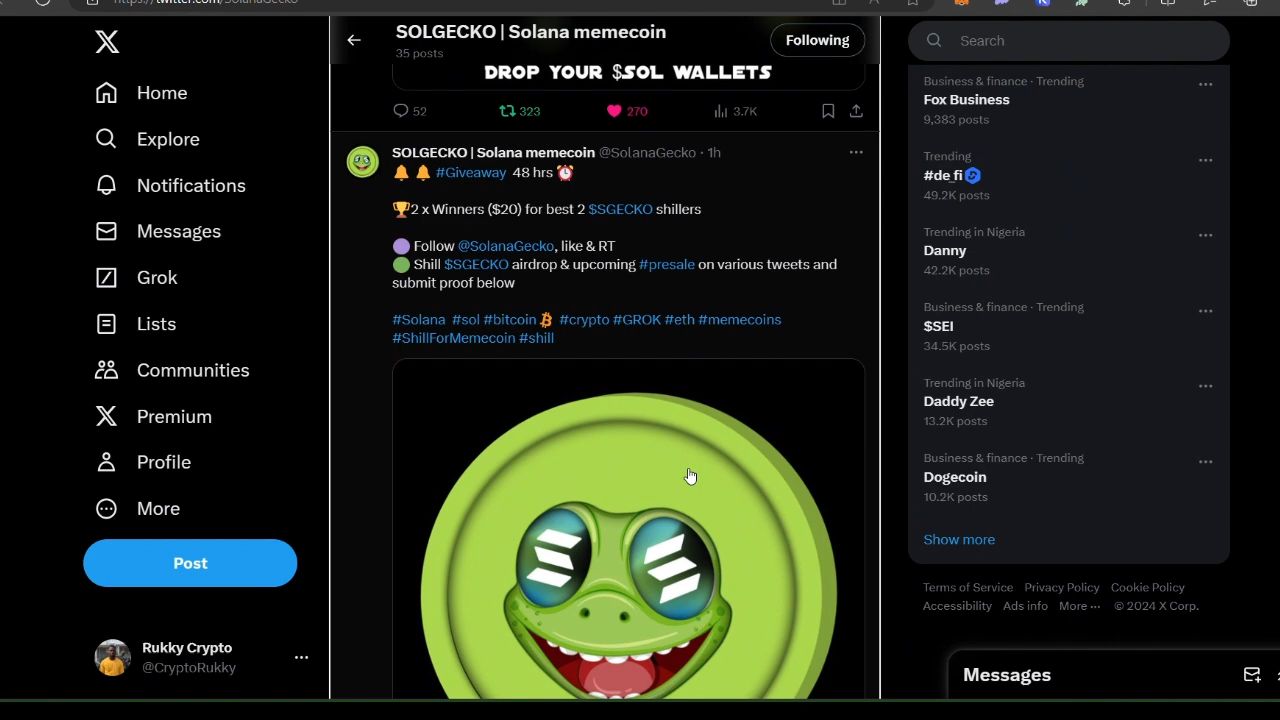 https://twitter.com/SolanaGecko
Home
Explore
Notifications
Messages
Grok
Lists
Communities
Premium
Profile
More
Post
Rukky Crypto
@CryptoRukky
SOLGECKO | Solana memecoin
35 posts
Following
DROP YOUR $SOL WALLETS
52
323
270
3.7K
SOLGECKO | Solana memecoin @SolanaGecko · 1h
#Giveaway 48 hrs
2 x Winners ($20) for best 2 $SGECKO shillers
Follow @SolanaGecko, like & RT
Shill $SGECKO airdrop & upcoming #presale on various tweets and
submit proof below
#Solana #sol #bitcoin #crypto #GROK #eth #memecoins
#ShillForMemecoin #shill
Search
Business & finance · Trending
Fox Business
9,383 posts
Trending
#de_fi
49.2K posts
Trending in Nigeria
Danny
42.2K posts
Business & finance · Trending
$SEI
34.5K posts
Trending in Nigeria
Daddy Zee
13.2K posts
Business & finance · Trending
Dogecoin
10.2K posts
Show more
Terms of Service Privacy Policy Cookie Policy
Accessibility Ads info More ··· © 2024 X Corp.
Messages